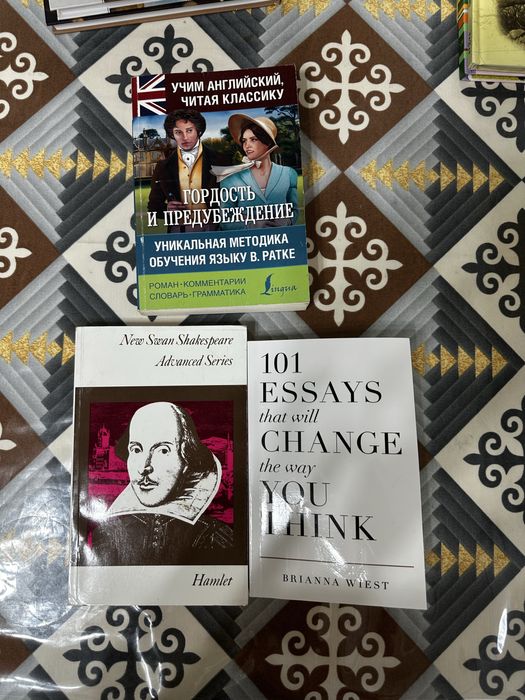 УЧИМ АНГЛИЙСКИЙ,
ЧИТАЯ КЛАССИКУ
ГОРДОСТЬ
И ПРЕДУБЕЖДЕНИЕ
УНИКАЛЬНАЯ МЕТОДИКА
ОБУЧЕНИЯ ЯЗЫКУ В. РАТКЕ
РОМАН • КОММЕНТАРИИ
СЛОВАРЬ • ГРАММАТИКА
Lingua
New Swan Shakespeare
Advanced Series
Hamlet
101
ESSAYS
that will
CHANGE
the way
YOU
THINK
BRIANNA WIEST